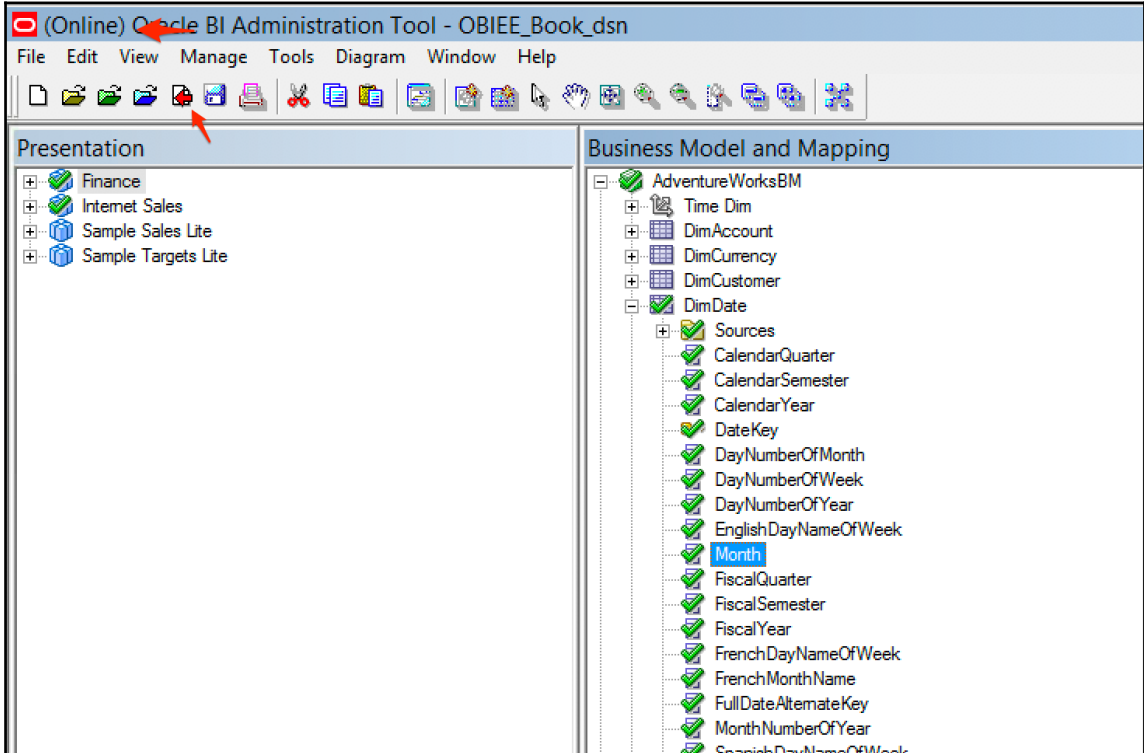 (Online) Oracle BI Administration Tool - OBIEE_Book_dsn
File Edit View Manage Tools Diagram Window Help
Presentation
Finance
Internet Sales
Sample Sales Lite
Sample Targets Lite
Business Model and Mapping
AdventureWorksBM
Time Dim
DimAccount
DimCurrency
DimCustomer
DimDate
Sources
CalendarQuarter
CalendarSemester
CalendarYear
DateKey
DayNumberOfMonth
DayNumberOfWeek
DayNumberOfYear
EnglishDayNameOfWeek
Month
FiscalQuarter
FiscalSemester
FiscalYear
FrenchDayNameOfWeek
FrenchMonthName
FullDateAlternateKey
MonthNumberOfYear
SpanishDayNameOfWeek